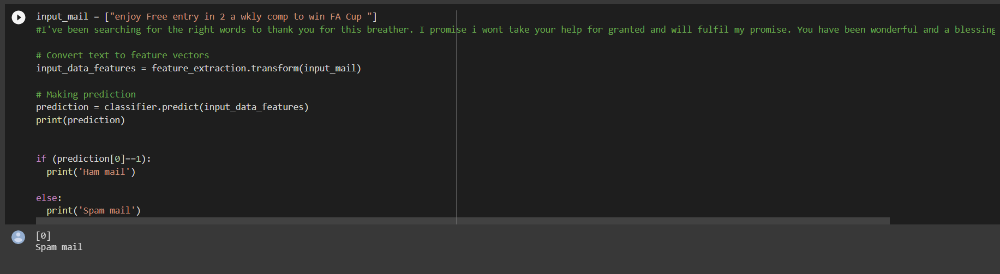 input_mail = ["enjoy Free entry in 2 a wkly comp to win FA Cup "]
#I've been searching for the right words to thank you for this breather. I promise i wont take your help for granted and will fulfil my promise. You have been wonderful and a blessing
# Convert text to feature vectors
input_data_features = feature_extraction.transform(input_mail)
# Making prediction
prediction = classifier.predict(input_data_features)
print(prediction)
if (prediction[0]==1):
print('Ham mail')
else:
print('Spam mail')
[0]
Spam mail